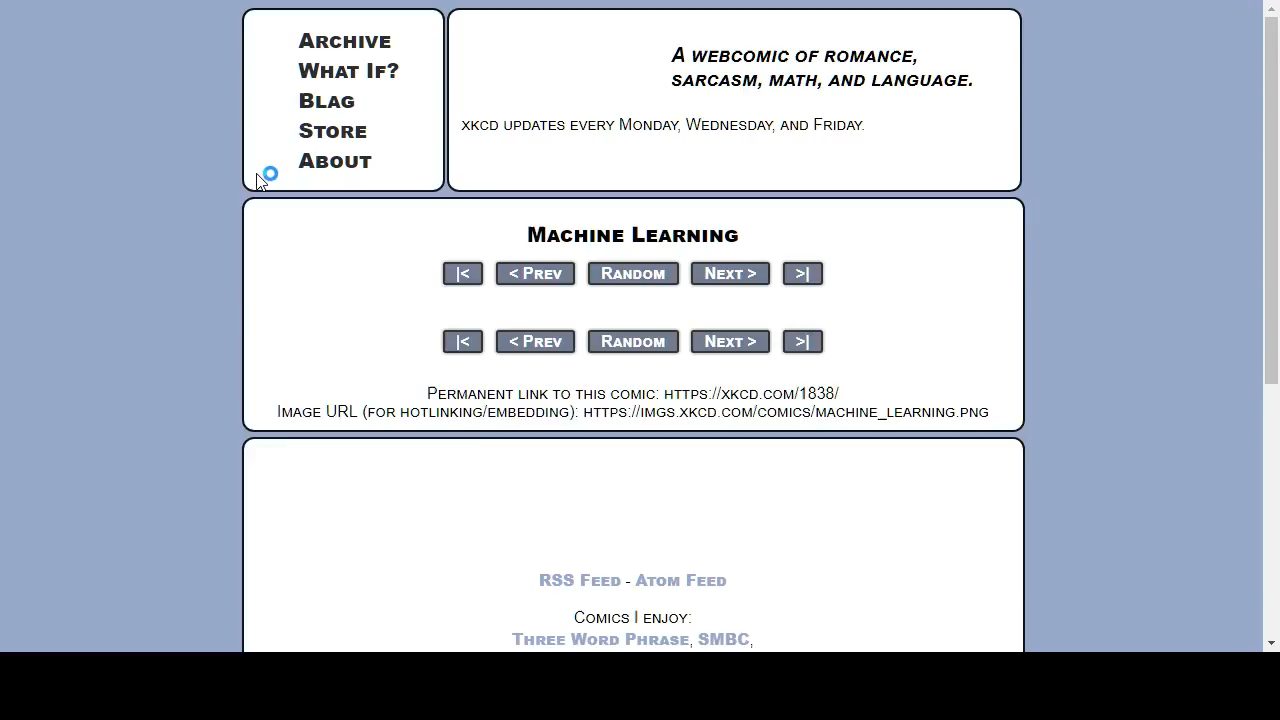 Archive
What If?
Blag
Store
About
A webcomic of romance,
sarcasm, math, and language.
xkcd updates every Monday, Wednesday, and Friday.
Machine Learning
|< < Prev Random Next > >|
|< < Prev Random Next > >|
Permanent link to this comic: https://xkcd.com/1838/
Image URL (for hotlinking/embedding): https://imgs.xkcd.com/comics/machine_learning.png
RSS Feed - Atom Feed
Comics I enjoy:
Three Word Phrase, SMBC,